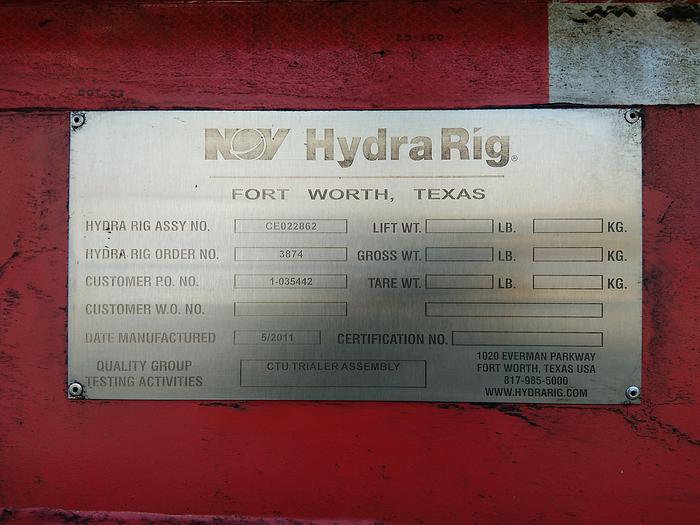 NOV HydraRig®
FORT WORTH, TEXAS
HYDRA RIG ASSY NO. CE022862 LIFT WT. LB. KG.
HYDRA RIG ORDER NO. 3874 GROSS WT. LB. KG.
CUSTOMER P.O. NO. 1-035442 TARE WT. LB. KG.
CUSTOMER W.O. NO.
DATE MANUFACTURED 5/2011 CERTIFICATION NO.
QUALITY GROUP
TESTING ACTIVITIES
CTU TRIALER ASSEMBLY
1020 EVERMAN PARKWAY
FORT WORTH, TEXAS USA
817-985-5000
WWW.HYDRARIG.COM